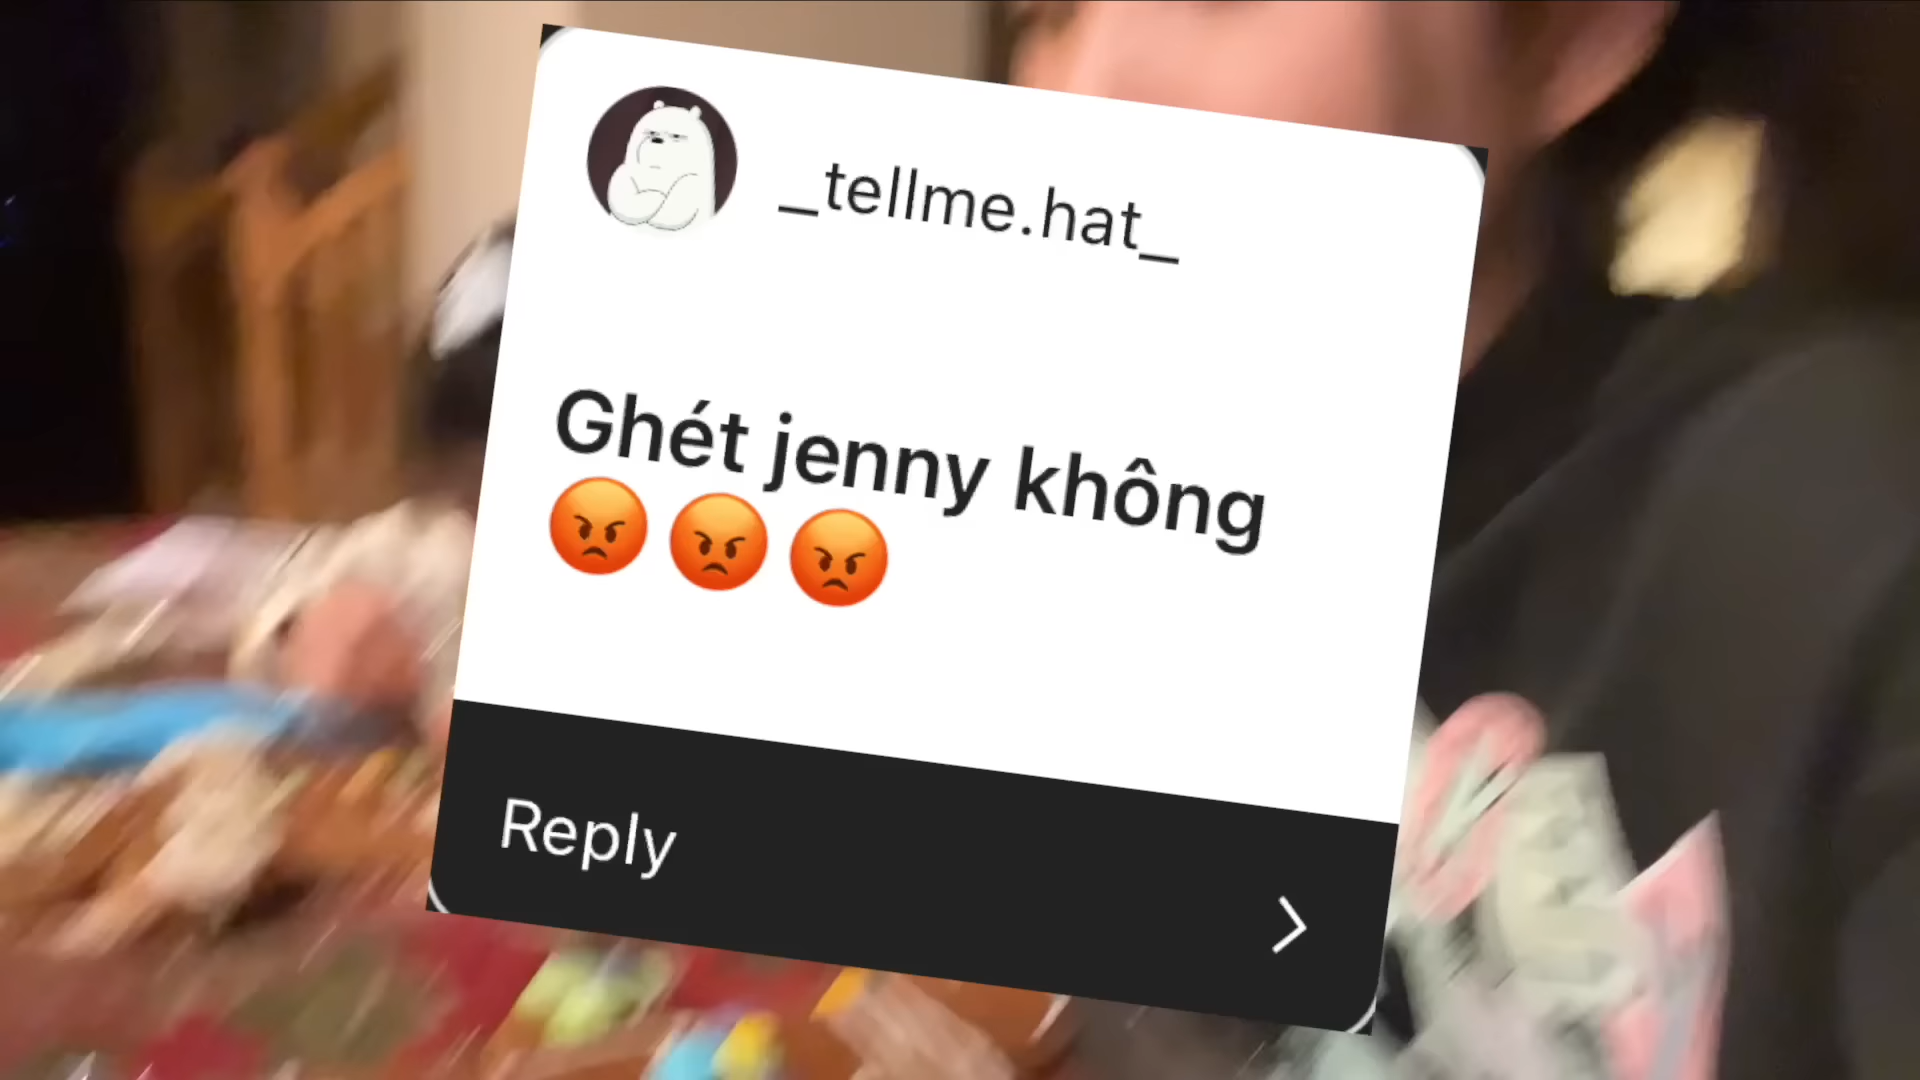 _tellme.hat_
Ghét jenny không
😡 😡 😡
Reply